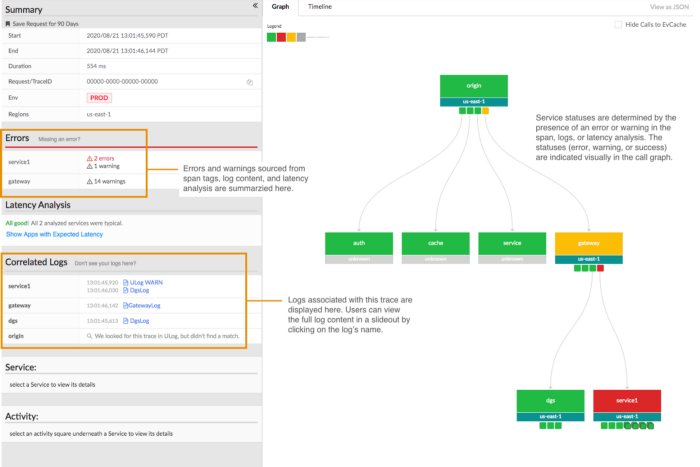 Summary
«
Save Request for 90 Days
Start 2020/08/21 13:01:45,590 PDT
End 2020/08/21 13:01:46,144 PDT
Duration 554 ms
Request/TraceID 00000-0000-0000-0000-00000
Env PROD
Regions us-east-1
Errors Missing an error?
service1 2 errors
1 warning
gateway 14 warnings
Latency Analysis
All good! All 2 analyzed services were typical.
Show Apps with Expected Latency
Correlated Logs Don't see your logs here?
service1 13:01:45,920 ULog WARN
13:01:46,030 DgsLog
gateway 13:01:46,142 GatewayLog
dgs 13:01:45,613 DgsLog
origin We looked for this trace in ULog, but didn't find a match.
Service:
select a Service to view its details
Activity:
select an activity square underneath a Service to view its details
Errors and warnings sourced from
span tags, log content, and latency
analysis are summarzied here.
Logs associated with this trace are
displayed here. Users can view
the full log content in a slideout by
clicking on the log's name.
Graph Timeline View as JSON
Legend
Hide Calls to EvCache
origin
us-east-1
Service statuses are determined by the
presence of an error or warning in the
span, logs, or latency analysis. The
statuses (error, warning, or success)
are indicated visually in the call graph.
auth cache service gateway
unknown unknown unknown us-east-1
dgs service1
us-east-1 us-east-1